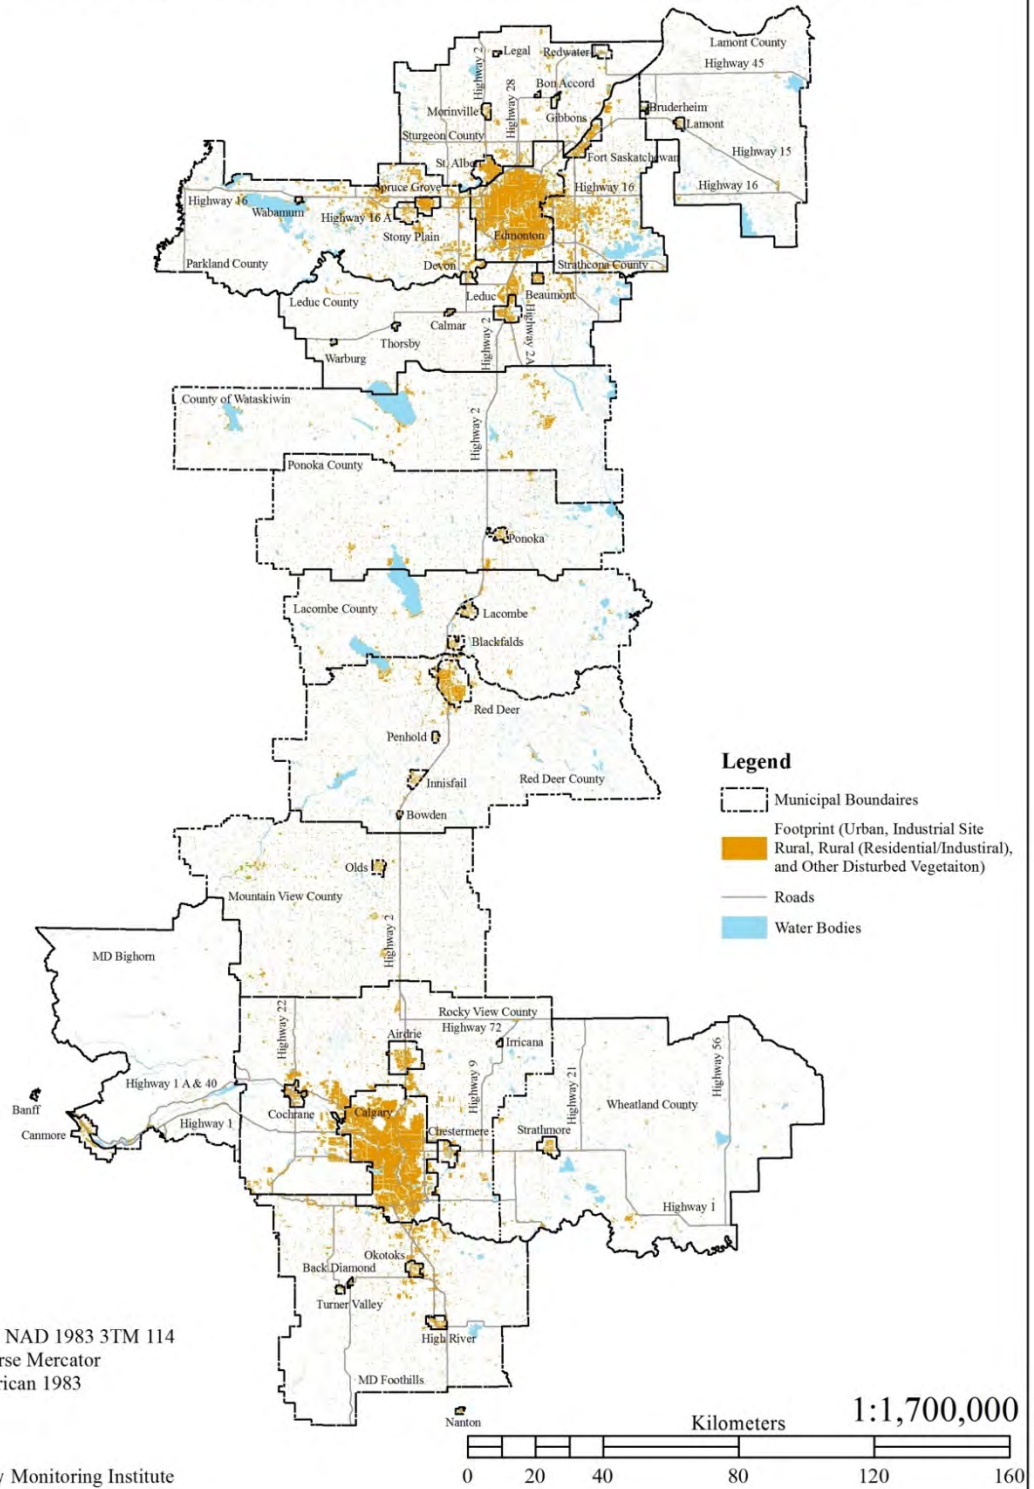 Lamont County
Highway 45
Legal
Redwater
Highway 2
Highway 28
Bon Accord
Gibbons
Morinville
Bruderheim
Lamont
Sturgeon County
Highway 15
Fort Saskatchewan
St. Albe
Highway 16
Spruce Grove
Highway 16
Highway 16
Wabamum
Highway 16 A
Stony Plain
Edmonton
Parkland County
Devon
Strathcona County
Leduc County
Leduc
Beaumont
Calmar
Thorsby
Warburg
Highway 2
Highway 2A
County of Wataskiwin
Highway 2
Ponoka County
Ponoka
Lacombe County
Lacombe
Blackfalds
Red Deer
Penhold
Innisfail
Red Deer County
Bowden
Olds
Mountain View County
Highway 2
MD Bighorn
Legend
Municipal Boundaires
Footprint (Urban, Industrial Site
Rural, Rural (Residential/Industiral),
and Other Disturbed Vegetaiton)
Roads
Water Bodies
Rocky View County
Highway 72
Highway 22
Airdrie
Irricana
Highway 9
Highway 21
Highway 56
Highway 1 A & 40
Banff
Canmore
Highway 1
Cochrane
Calgary
Chestermere
Strathmore
Wheatland County
Highway 1
Okotoks
Back Diamond
Turner Valley
High River
MD Foothills
Nanton
NAD 1983 3TM 114
rse Mercator
rican 1983
y Monitoring Institute
Kilometers
1:1,700,000
0 20 40 80 120 160